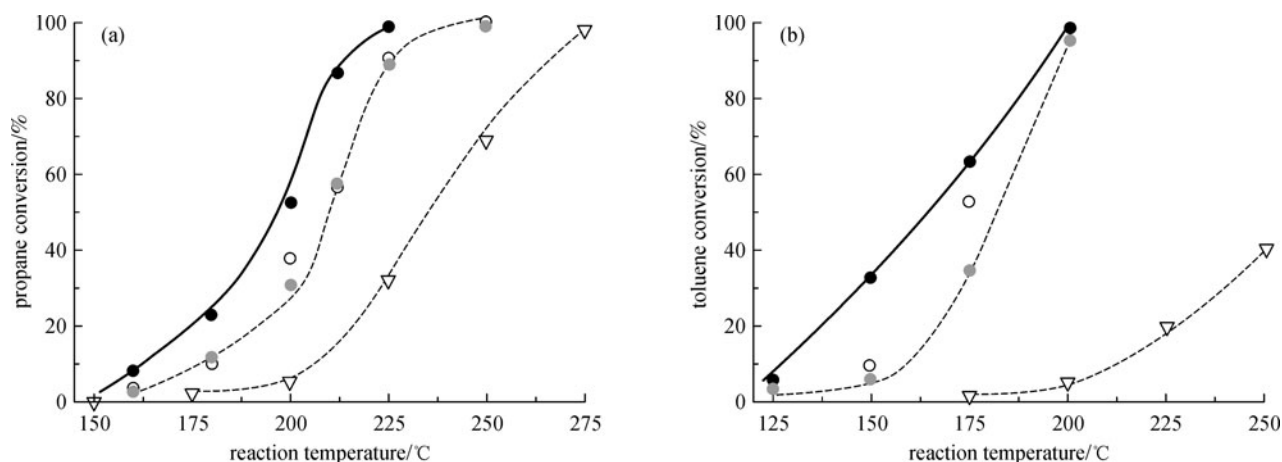 (a)
propane conversion/%
100
80
60
40
20
0
150 175 200 225 250 275
reaction temperature/℃
(b)
toluene conversion/%
100
80
60
40
20
0
125 150 175 200 225 250
reaction temperature/℃